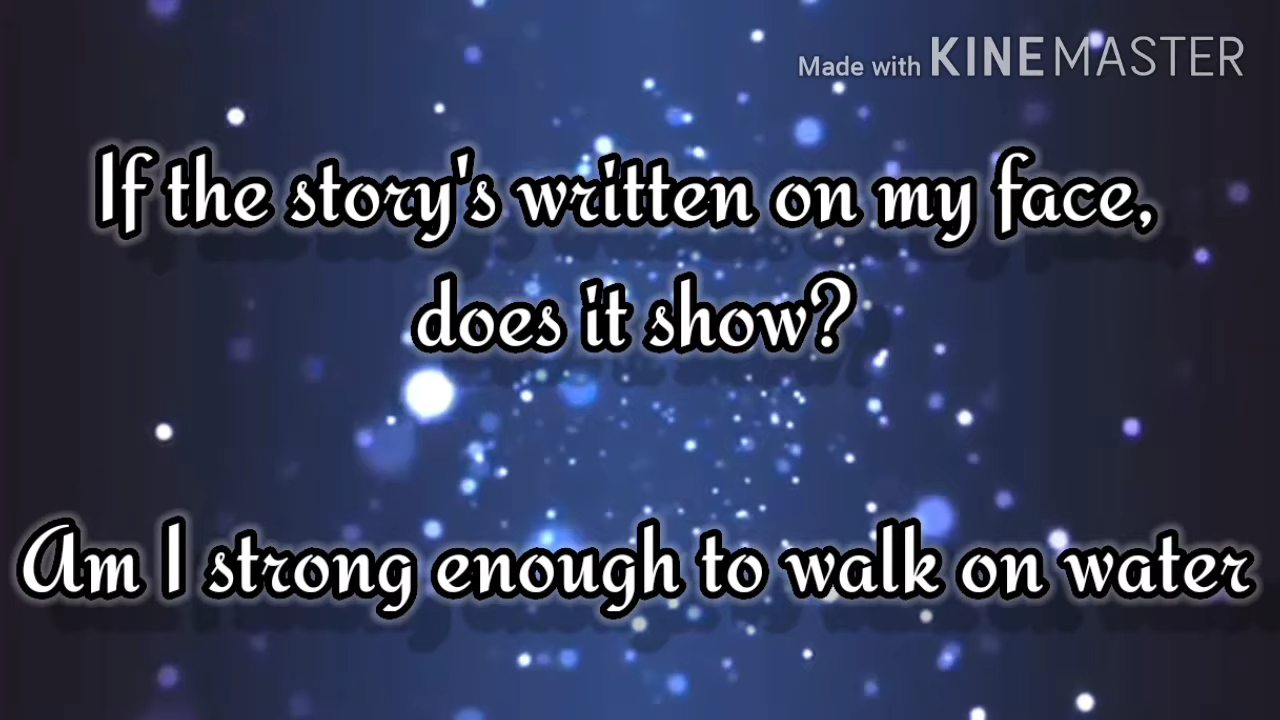 Made with KINEMASTER
If the story's written on my face,
does it show?
Am I strong enough to walk on water